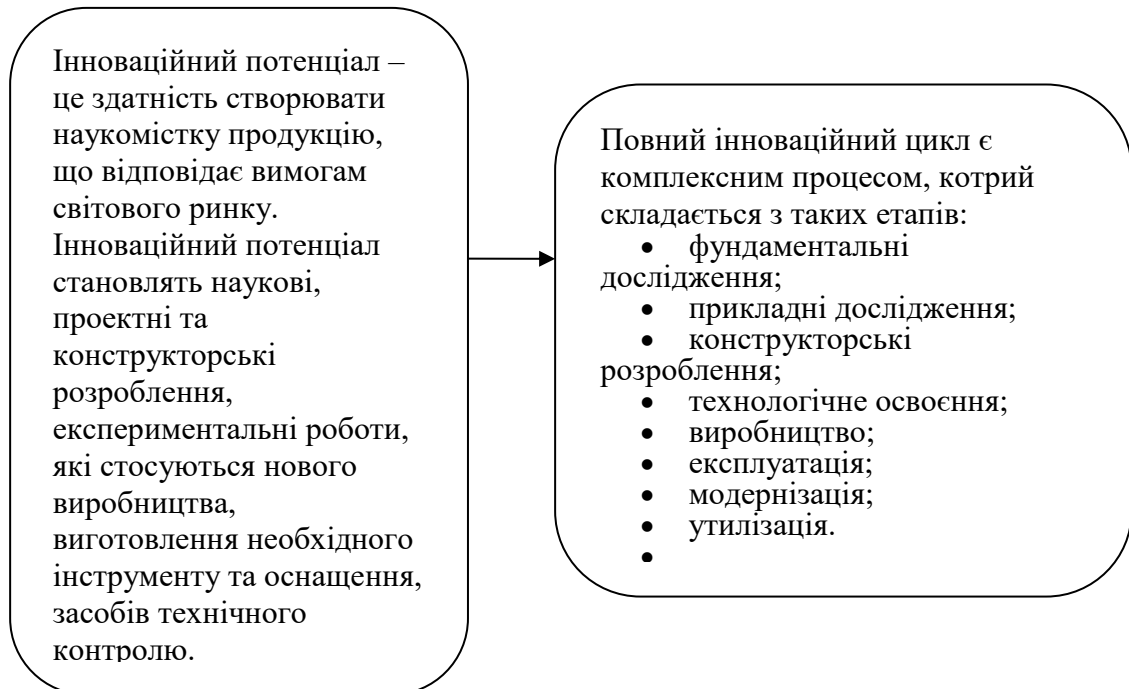 Інноваційний потенціал –
це здатність створювати
наукомістку продукцію,
що відповідає вимогам
світового ринку.
Інноваційний потенціал
становлять наукові,
проектні та
конструкторські
розроблення,
експериментальні роботи,
які стосуються нового
виробництва,
виготовлення необхідного
інструменту та оснащення,
засобів технічного
контролю.
Повний інноваційний цикл є
комплексним процесом, котрий
складається з таких етапів:
• фундаментальні
дослідження;
• прикладні дослідження;
• конструкторські
розроблення;
• технологічне освоєння;
• виробництво;
• експлуатація;
• модернізація;
• утилізація.
•